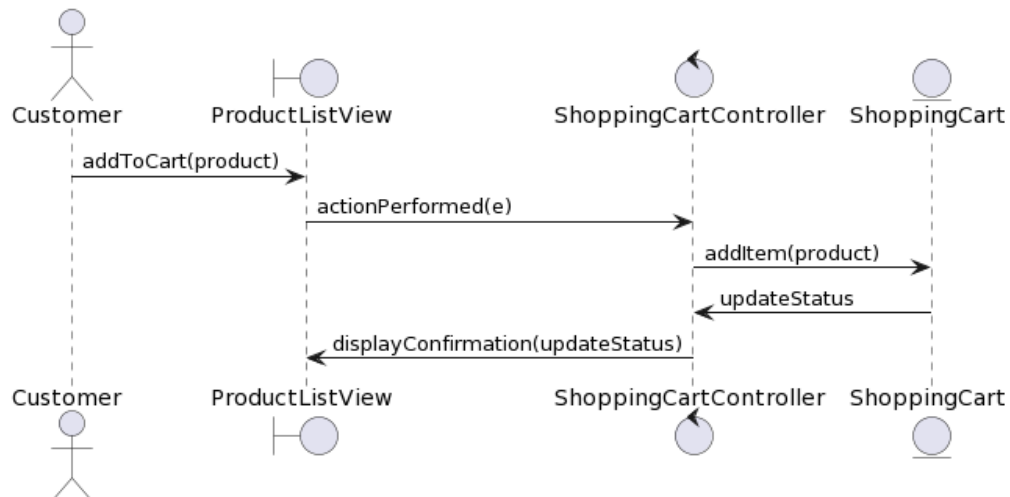 Customer ProductListView ShoppingCartController ShoppingCart
addToCart(product)
actionPerformed(e)
addItem(product)
updateStatus
displayConfirmation(updateStatus)
Customer ProductListView ShoppingCartController ShoppingCart